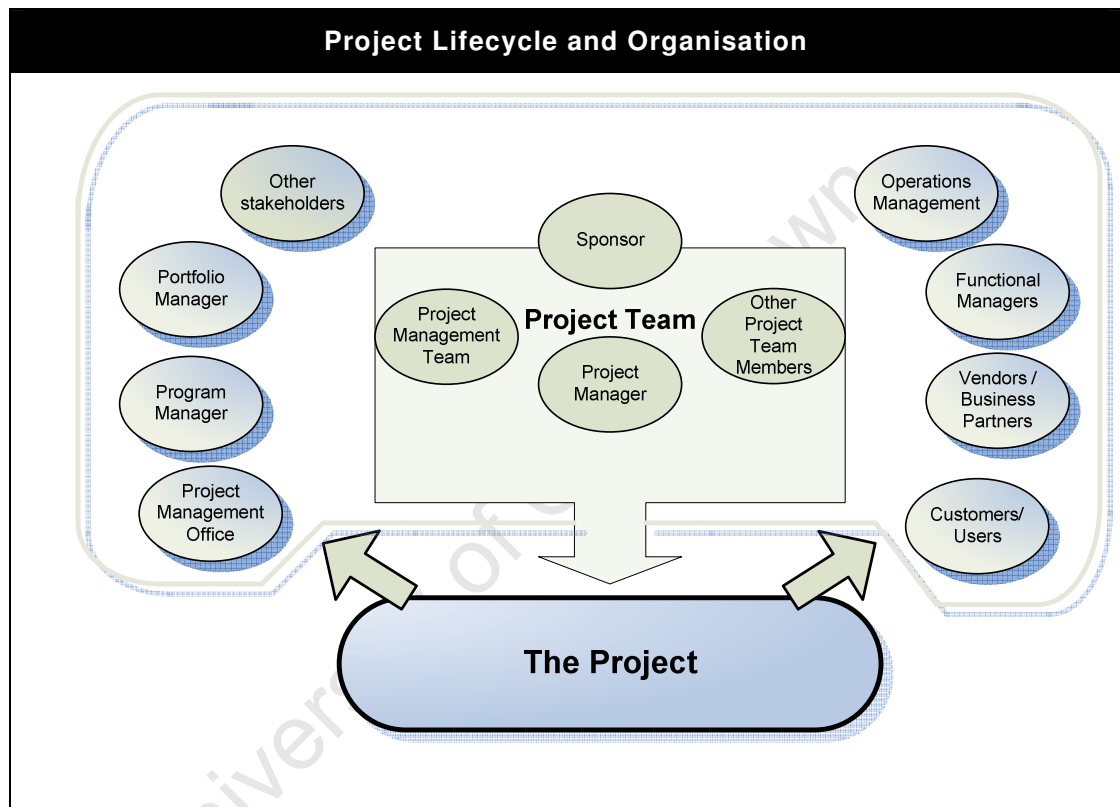 Project Lifecycle and Organisation
Other
stakeholders
Portfolio
Manager
Program
Manager
Project
Management
Office
Sponsor
Project Team
Project
Management
Team
Project
Manager
Other
Project
Team
Members
Operations
Management
Functional
Managers
Vendors /
Business
Partners
Customers/
Users
The Project